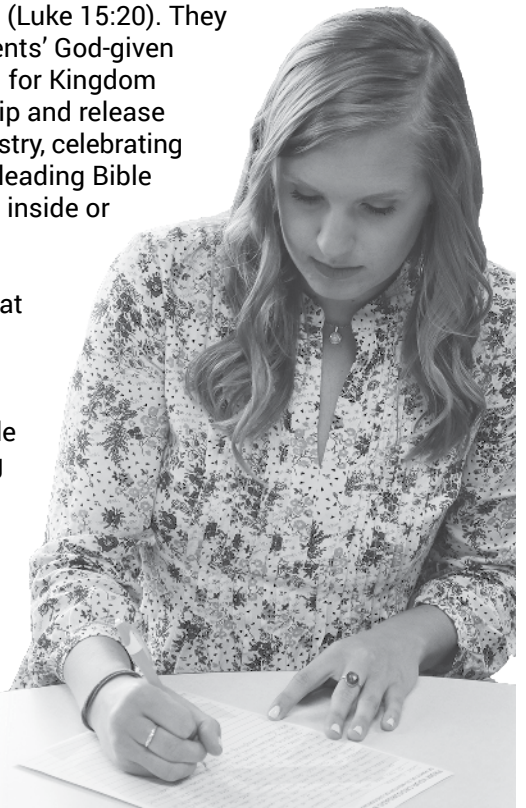 (Luke 15:20). They
ents’ God-given
for Kingdom
ip and release
stry, celebrating
leading Bible
inside or
at
le
g